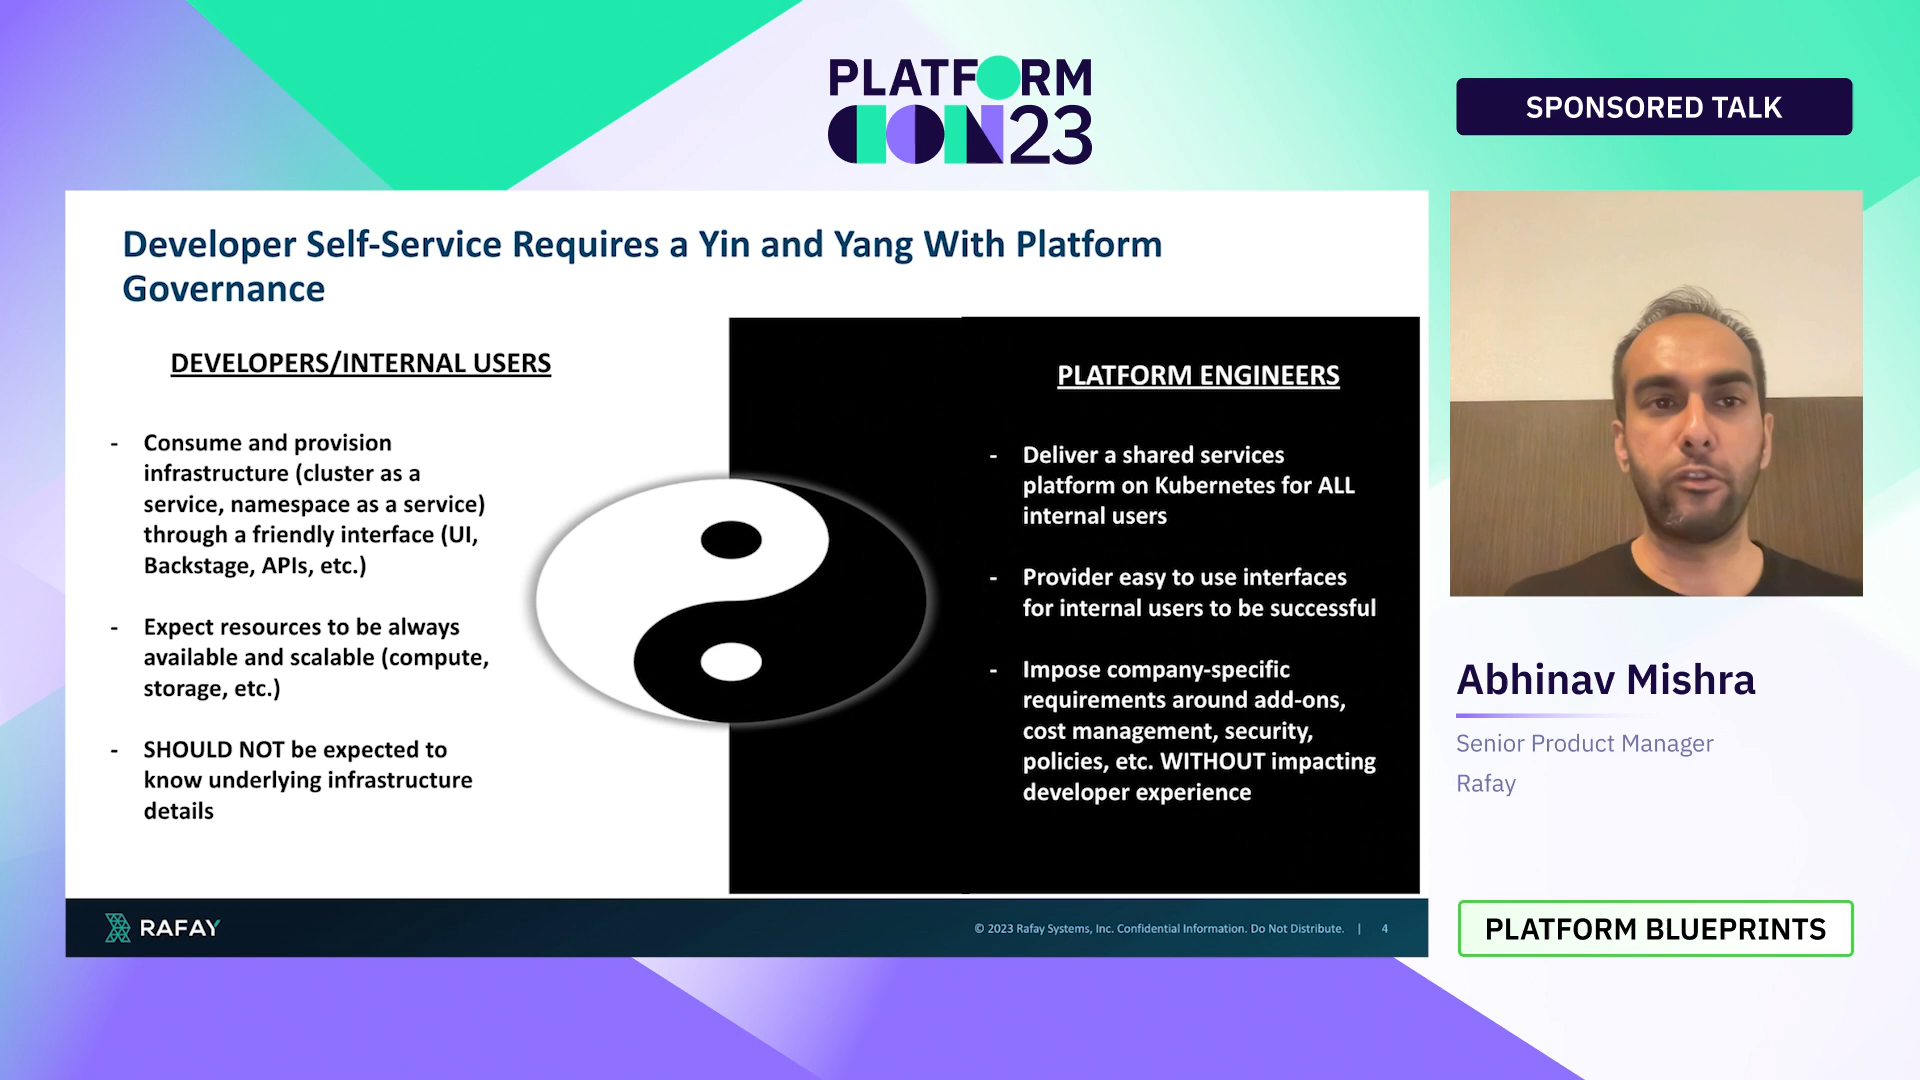 PLATFORM
CON23
SPONSORED TALK
Developer Self-Service Requires a Yin and Yang With Platform
Governance
DEVELOPERS/INTERNAL USERS
- Consume and provision
infrastructure (cluster as a
service, namespace as a service)
through a friendly interface (UI,
Backstage, APIs, etc.)
- Expect resources to be always
available and scalable (compute,
storage, etc.)
- SHOULD NOT be expected to
know underlying infrastructure
details
PLATFORM ENGINEERS
- Deliver a shared services
platform on Kubernetes for ALL
internal users
- Provider easy to use interfaces
for internal users to be successful
- Impose company-specific
requirements around add-ons,
cost management, security,
policies, etc. WITHOUT impacting
developer experience
RAFAY
© 2023 Rafay Systems, Inc. Confidential Information. Do Not Distribute. | 4
Abhinav Mishra
Senior Product Manager
Rafay
PLATFORM BLUEPRINTS